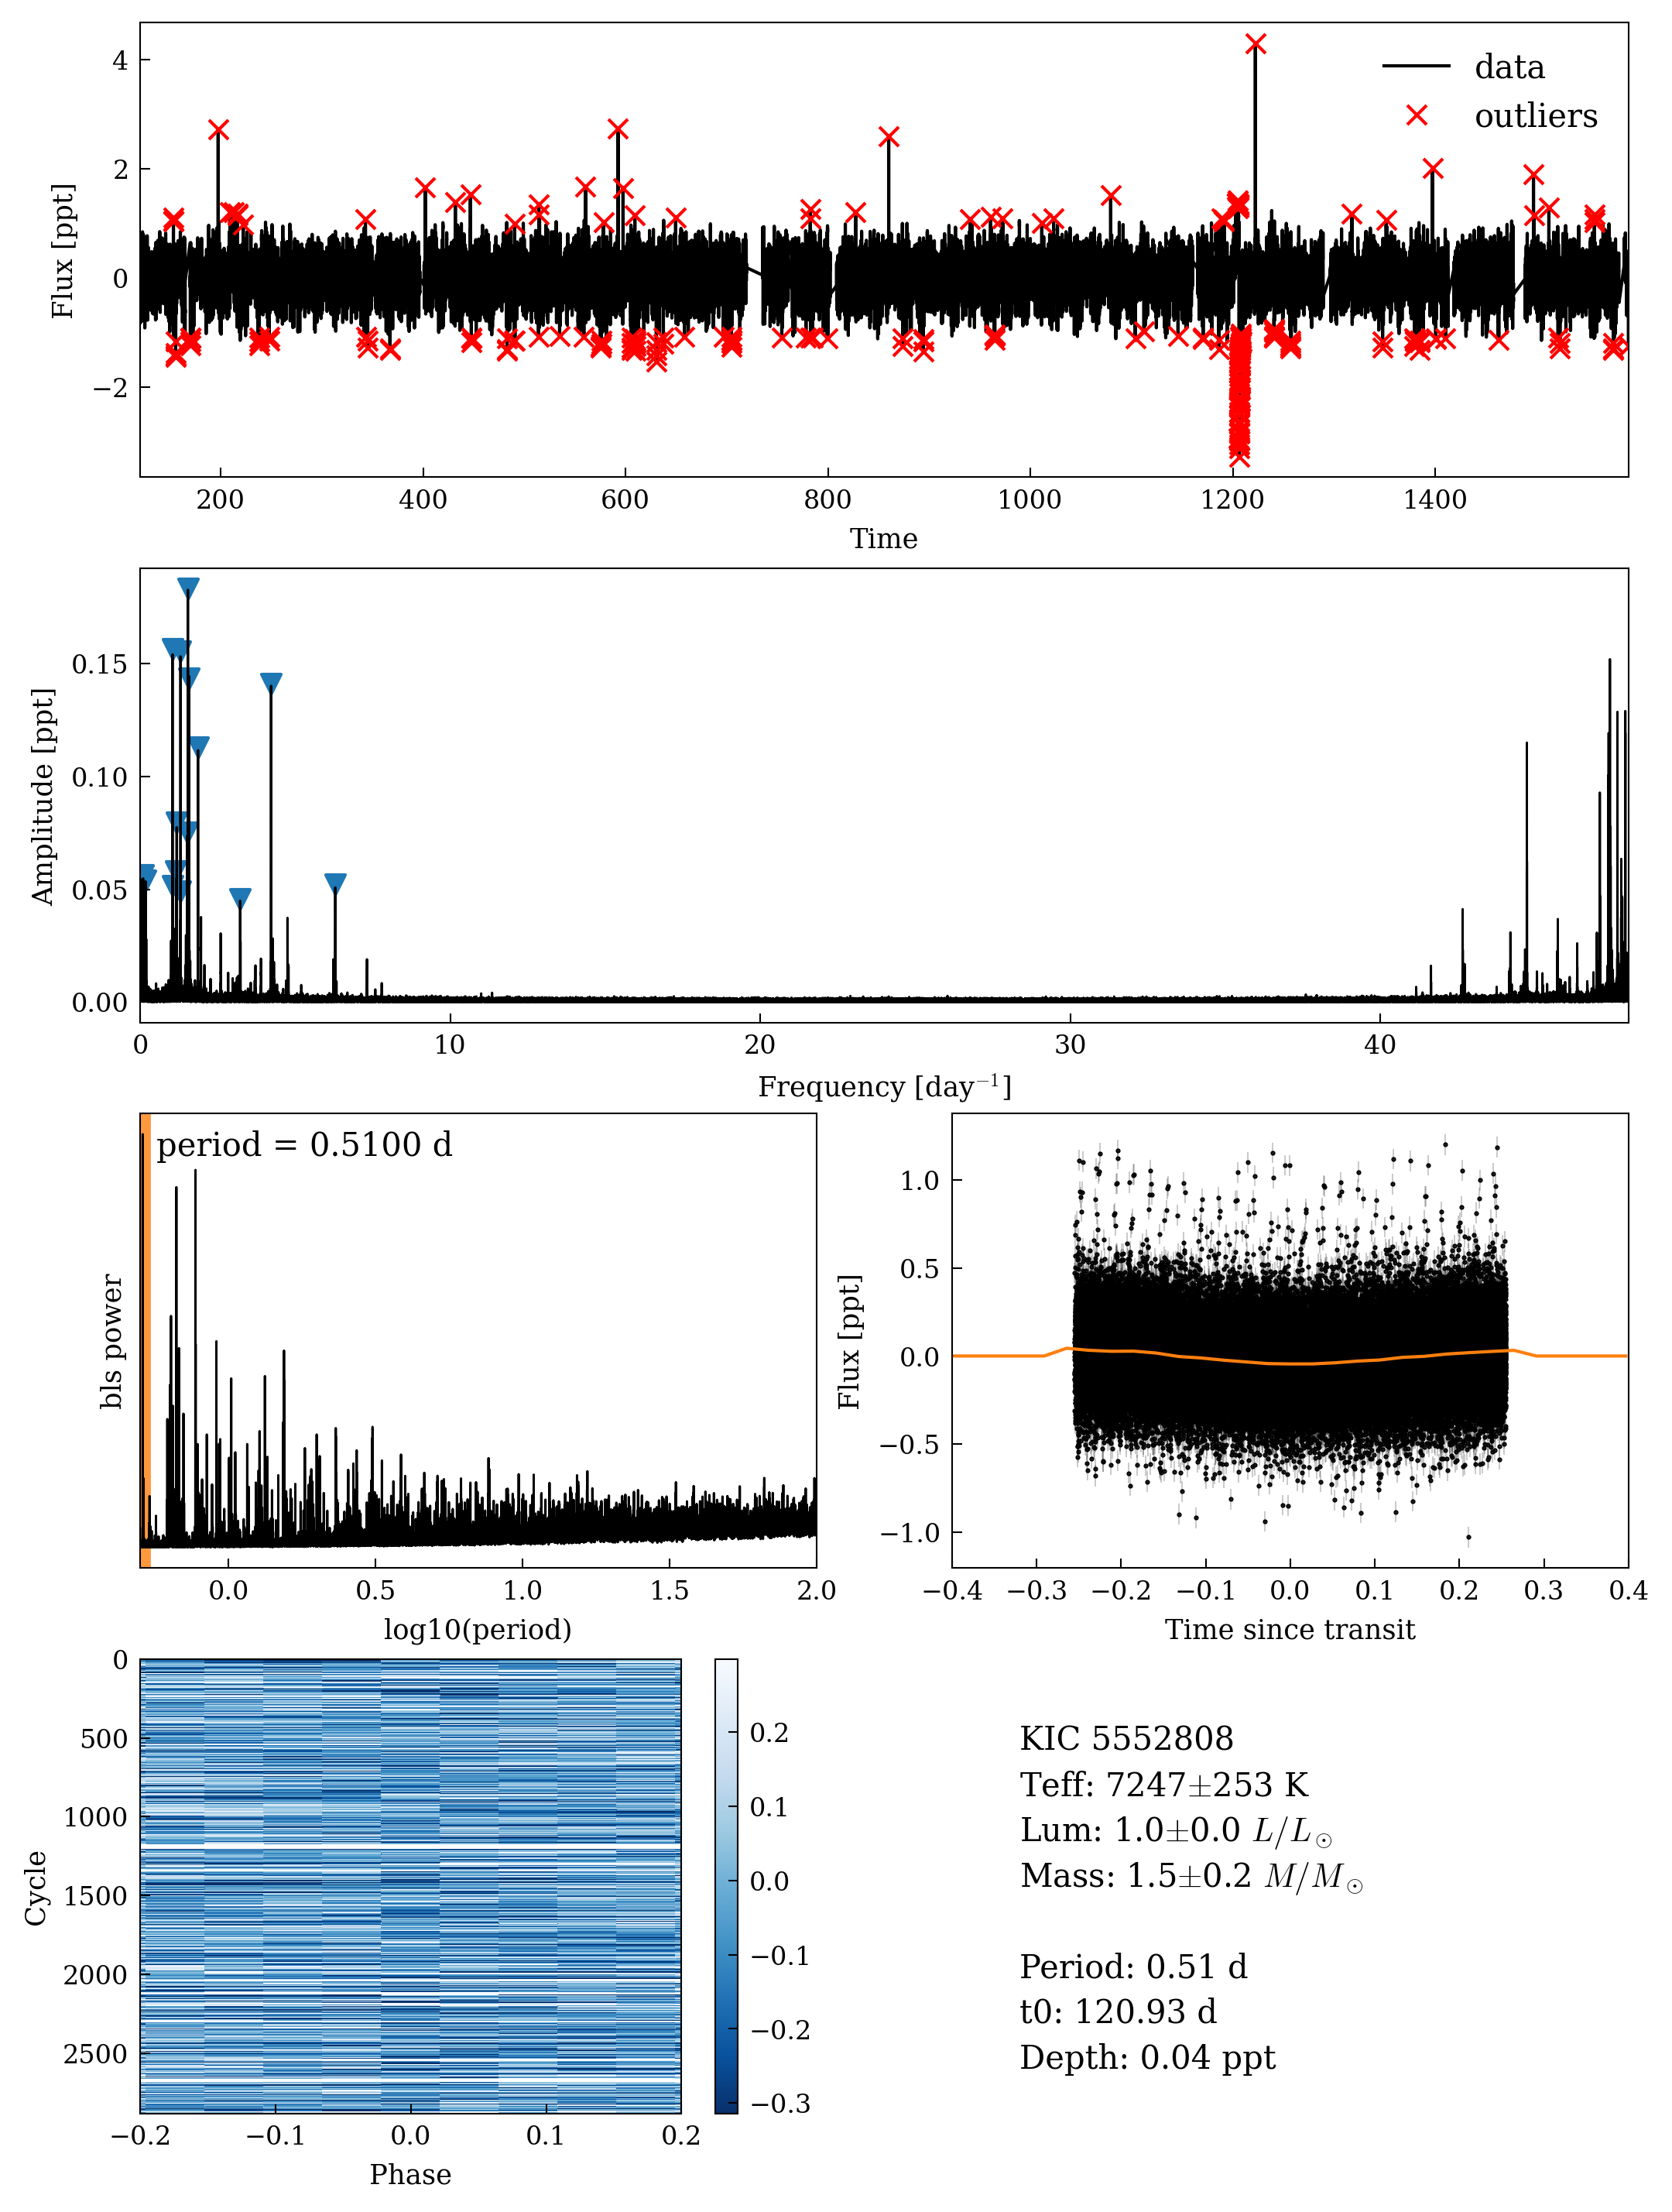 4
2
0
−2
Flux [ppt]
data
outliers
200
400
600
800
1000
1200
1400
Time
0.15
0.10
0.05
0.00
Amplitude [ppt]
0
10
20
30
40
Frequency [day⁻¹]
period = 0.5100 d
bls power
0.0
0.5
1.0
1.5
2.0
log10(period)
1.0
0.5
0.0
−0.5
−1.0
Flux [ppt]
−0.4
−0.3
−0.2
−0.1
0.0
0.1
0.2
0.3
0.4
Time since transit
0
500
1000
1500
2000
2500
Cycle
−0.2
−0.1
0.0
0.1
0.2
Phase
0.2
0.1
0.0
−0.1
−0.2
−0.3
KIC 5552808
Teff: 7247±253 K
Lum: 1.0±0.0 L/L⊙
Mass: 1.5±0.2 M/M⊙
Period: 0.51 d
t0: 120.93 d
Depth: 0.04 ppt